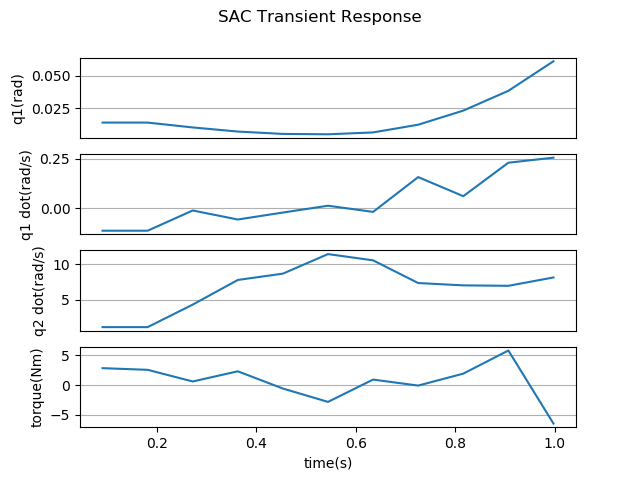 SAC Transient Response
q1(rad)
0.050
0.025
q1 dot(rad/s)
0.25
0.00
q2 dot(rad/s)
10
5
torque(Nm)
5
0
−5
0.2 0.4 0.6 0.8 1.0
time(s)